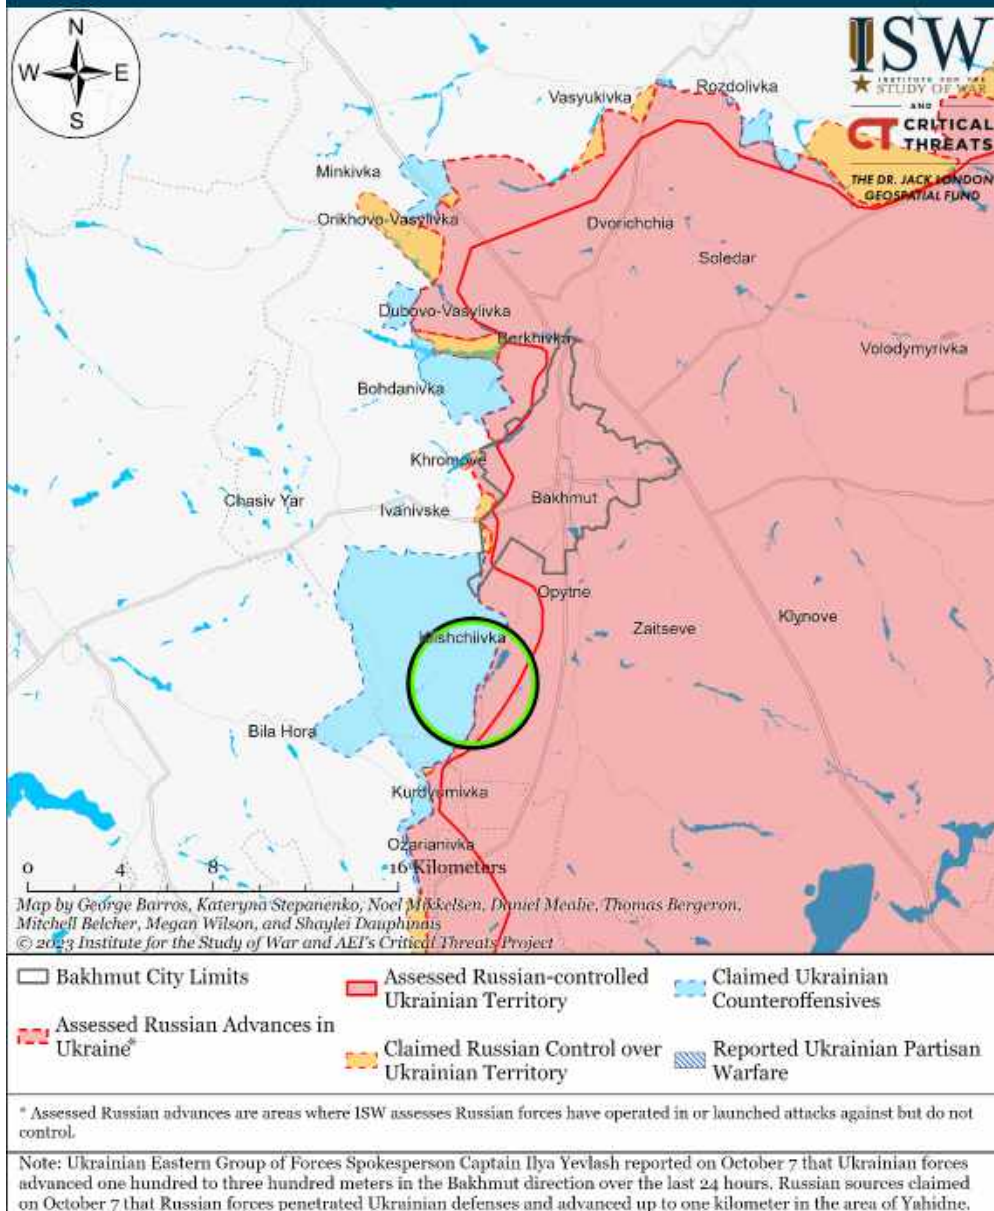 N
W E
S
ISW
INSTITUTE FOR THE
STUDY OF WAR
AND
CT CRITICAL
THREATS
THE DR. JACK LONDON
GEOSPATIAL FUND
Vasyukivka
Rozdolivka
Minkivka
Orikhovo-Vasylivka
Dvorichchia
Soledar
Dubovo-Vasylivka
Berkhivka
Volodymyrivka
Bohdanivka
Khromove
Chasiv Yar
Ivanivske
Bakhmut
Opytne
Klishchiivka
Zaitseve
Klynove
Bila Hora
Kurdyumivka
Ozarianivka
0 4 8 16 Kilometers
Map by George Barros, Kateryna Stepanenko, Noel Mikkelsen, Daniel Mealie, Thomas Bergeron,
Mitchell Belcher, Megan Wilson, and Shaylei Dauphinnis
© 2023 Institute for the Study of War and AEI's Critical Threats Project
Bakhmut City Limits
Assessed Russian Advances in
Ukraine*
Assessed Russian-controlled
Ukrainian Territory
Claimed Russian Control over
Ukrainian Territory
Claimed Ukrainian
Counteroffensives
Reported Ukrainian Partisan
Warfare
* Assessed Russian advances are areas where ISW assesses Russian forces have operated in or launched attacks against but do not
control.
Note: Ukrainian Eastern Group of Forces Spokesperson Captain Ilya Yevlash reported on October 7 that Ukrainian forces
advanced one hundred to three hundred meters in the Bakhmut direction over the last 24 hours. Russian sources claimed
on October 7 that Russian forces penetrated Ukrainian defenses and advanced up to one kilometer in the area of Yahidne.